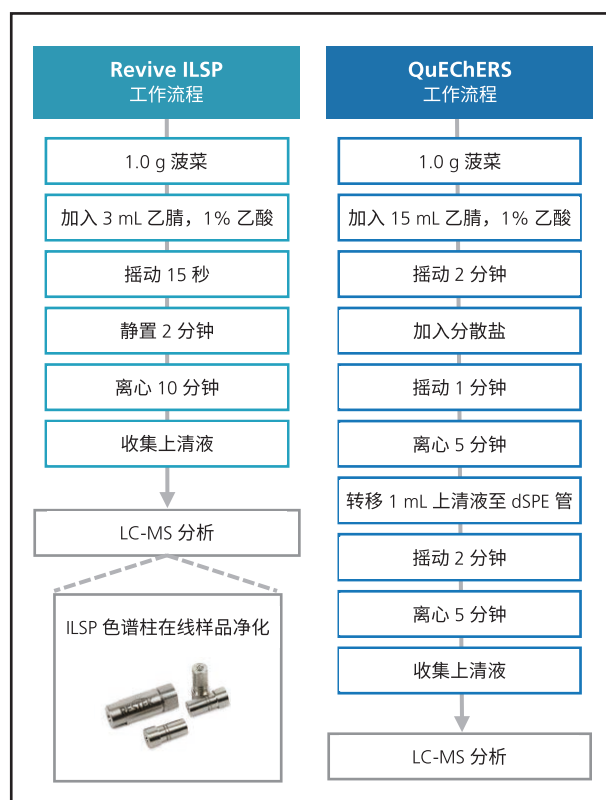 Revive ILSP
工作流程
1.0 g 菠菜
加入 3 mL 乙腈，1% 乙酸
摇动 15 秒
静置 2 分钟
离心 10 分钟
收集上清液
LC-MS 分析
ILSP 色谱柱在线样品净化
RESTEK
QuEChERS
工作流程
1.0 g 菠菜
加入 15 mL 乙腈，1% 乙酸
摇动 2 分钟
加入分散盐
摇动 1 分钟
离心 5 分钟
转移 1 mL 上清液至 dSPE 管
摇动 2 分钟
离心 5 分钟
收集上清液
LC-MS 分析